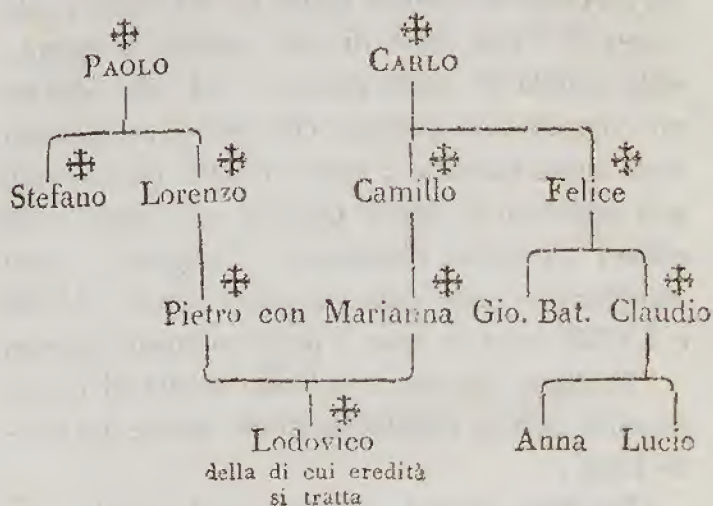 PAOLO CARLO
Stefano Lorenzo Camillo Felice
Pietro con Marianna Gio. Bat. Claudio
Lodovico Anna Lucio
della di cui eredità
si tratta